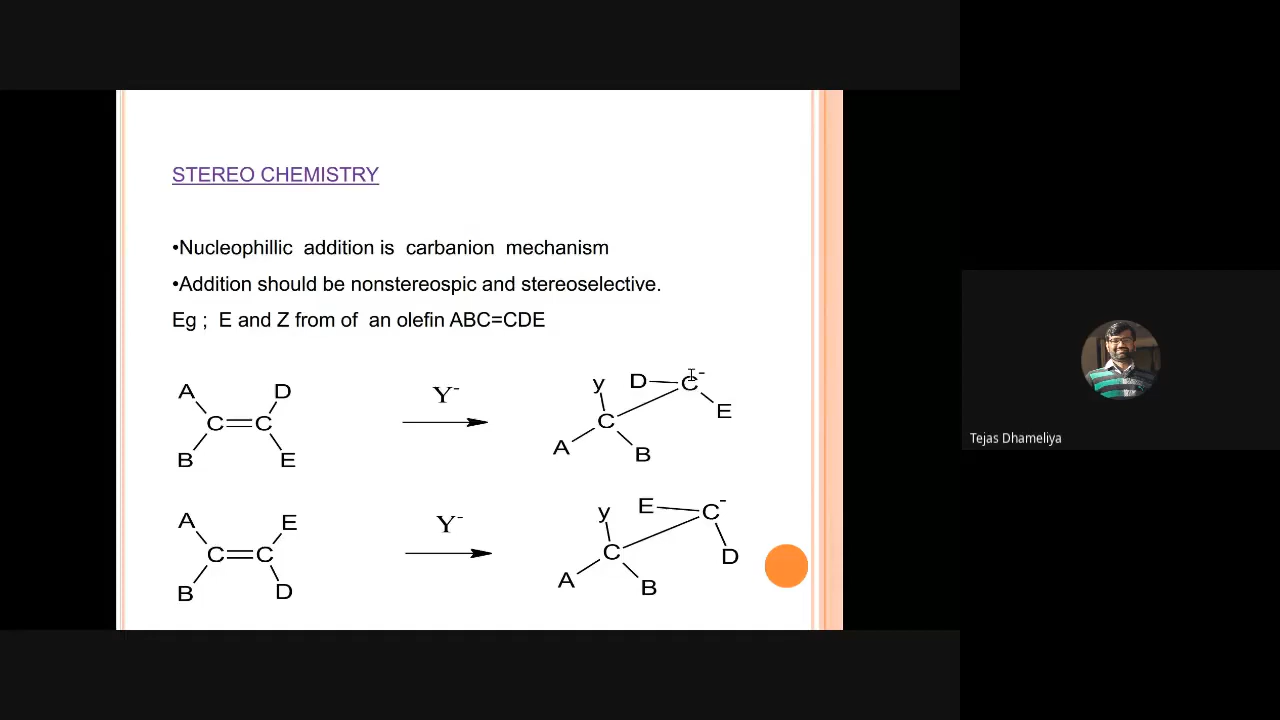 STEREO CHEMISTRY
•Nucleophillic addition is carbanion mechanism
•Addition should be nonstereospic and stereoselective.
Eg ; E and Z from of an olefin ABC=CDE
A D Y- y D C-
C=C C E
B E A B
A E Y- y E C-
C=C C D
B D A B
Tejas Dhameliya